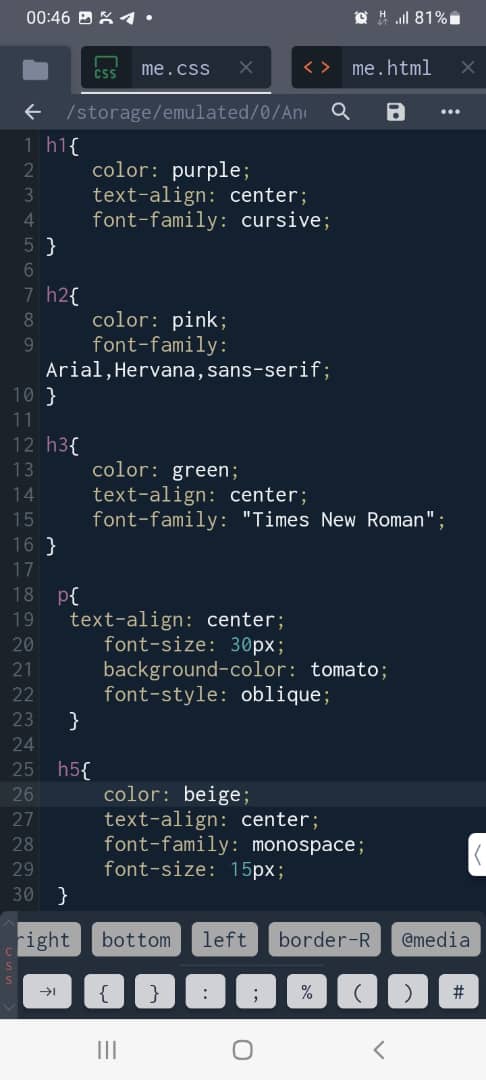 00:46 81%
CSS me.css × <> me.html ×
← /storage/emulated/0/An
1 h1{
2 color: purple;
3 text-align: center;
4 font-family: cursive;
5 }
6
7 h2{
8 color: pink;
9 font-family:
Arial,Hervana,sans-serif;
10 }
11
12 h3{
13 color: green;
14 text-align: center;
15 font-family: "Times New Roman";
16 }
17
18 p{
19 text-align: center;
20 font-size: 30px;
21 background-color: tomato;
22 font-style: oblique;
23 }
24
25 h5{
26 color: beige;
27 text-align: center;
28 font-family: monospace;
29 font-size: 15px;
30 }
CSS
right bottom left border-R @media
{ } : ; % ( ) #